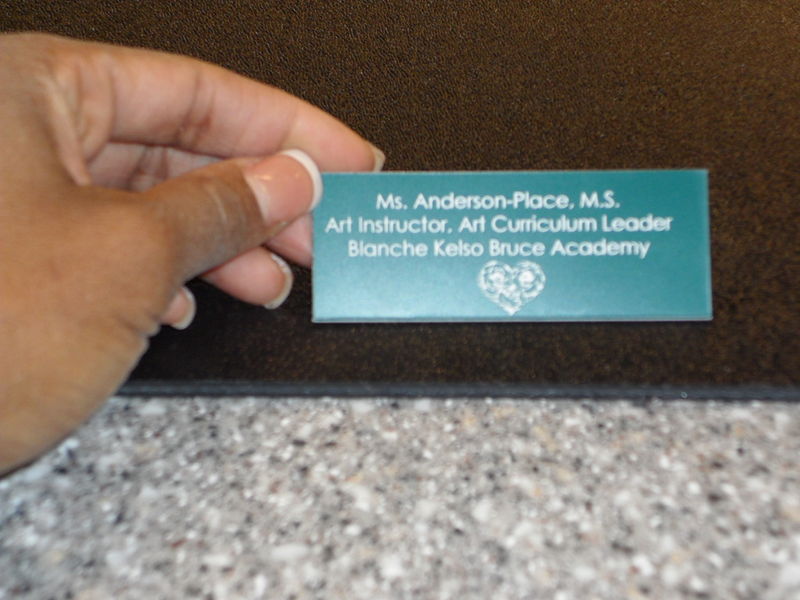 Ms. Anderson-Place, M.S.
Art Instructor, Art Curriculum Leader
Blanche Kelso Bruce Academy